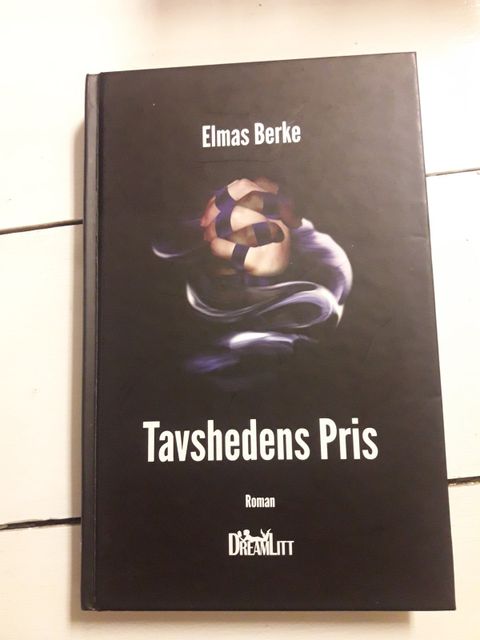 Elmas Berke
Tavshedens Pris
Roman
DREAMLITT